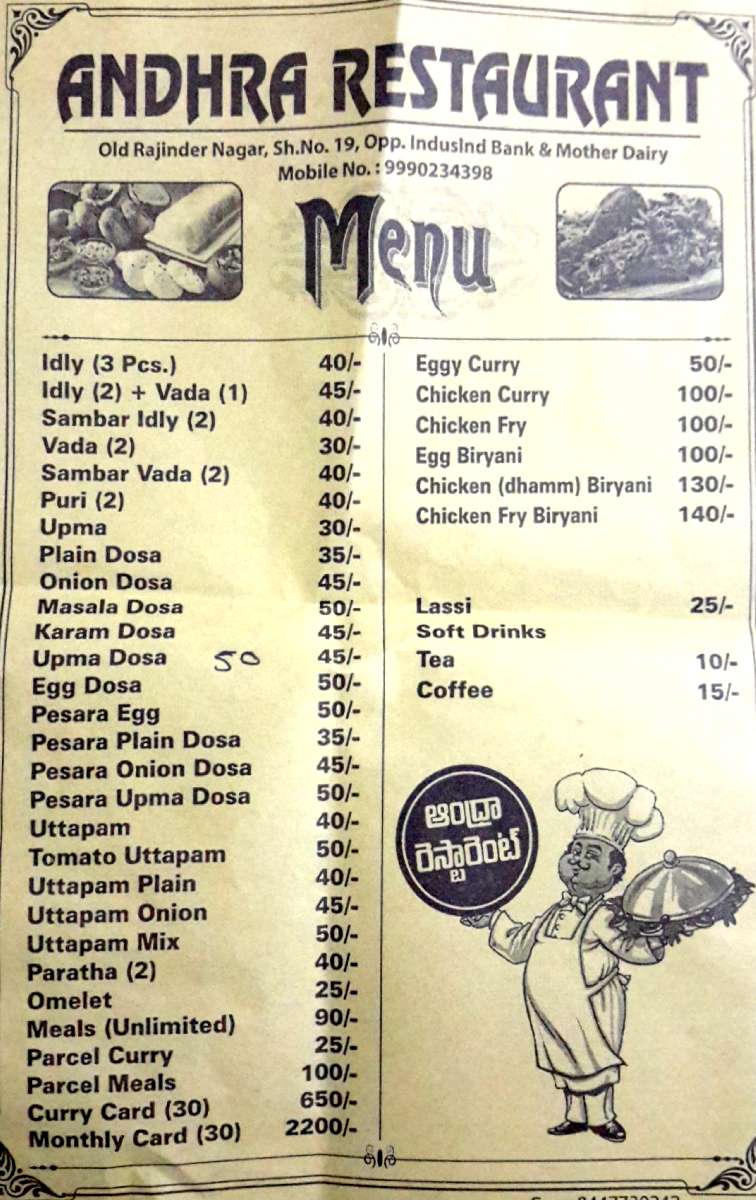 ANDHRA RESTAURANT
Old Rajinder Nagar, Sh.No. 19, Opp. IndusInd Bank & Mother Dairy
Mobile No. : 9990234398
Menu
Idly (3 Pcs.) 40/-
Idly (2) + Vada (1) 45/-
Sambar Idly (2) 40/-
Vada (2) 30/-
Sambar Vada (2) 40/-
Puri (2) 40/-
Upma 30/-
Plain Dosa 35/-
Onion Dosa 45/-
Masala Dosa 50/-
Karam Dosa 45/-
Upma Dosa 50 45/-
Egg Dosa 50/-
Pesara Egg 50/-
Pesara Plain Dosa 35/-
Pesara Onion Dosa 45/-
Pesara Upma Dosa 50/-
Uttapam 40/-
Tomato Uttapam 50/-
Uttapam Plain 40/-
Uttapam Onion 45/-
Uttapam Mix 50/-
Paratha (2) 40/-
Omelet 25/-
Meals (Unlimited) 90/-
Parcel Curry 25/-
Parcel Meals 100/-
Curry Card (30) 650/-
Monthly Card (30) 2200/-
Eggy Curry 50/-
Chicken Curry 100/-
Chicken Fry 100/-
Egg Biryani 100/-
Chicken (dhamm) Biryani 130/-
Chicken Fry Biryani 140/-
Lassi 25/-
Soft Drinks
Tea 10/-
Coffee 15/-
ఆంధ్రా
రెస్టారెంట్